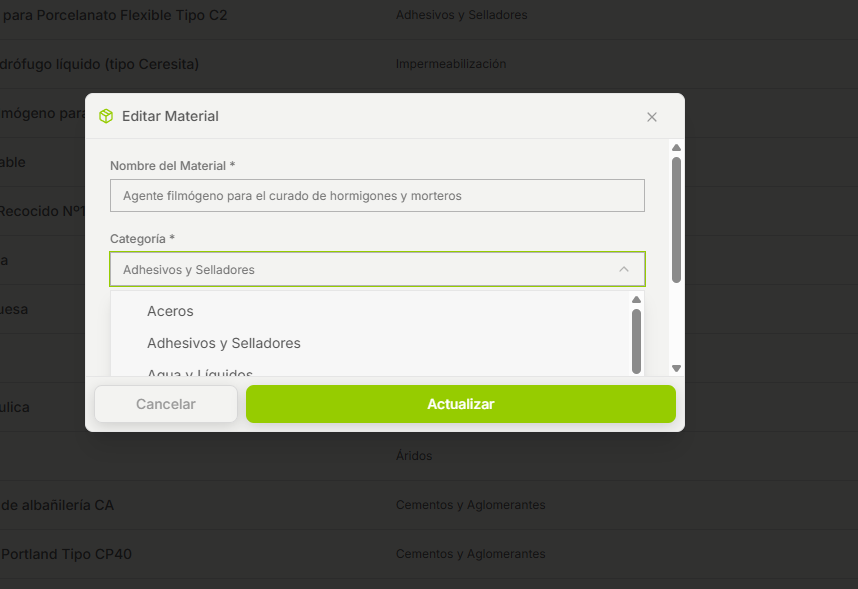 para Porcelanato Flexible Tipo C2
Adhesivos y Selladores
drófugo líquido (tipo Ceresita)
Impermeabilización
mógeno para
Editar Material
able
Nombre del Material *
Agente filmógeno para el curado de hormigones y morteros
Recocido Nº1
Categoría *
a
Adhesivos y Selladores
uesa
Aceros
Adhesivos y Selladores
Agua y Líquidos
ulica
Cancelar
Actualizar
Áridos
de albañilería CA
Cementos y Aglomerantes
Portland Tipo CP40
Cementos y Aglomerantes